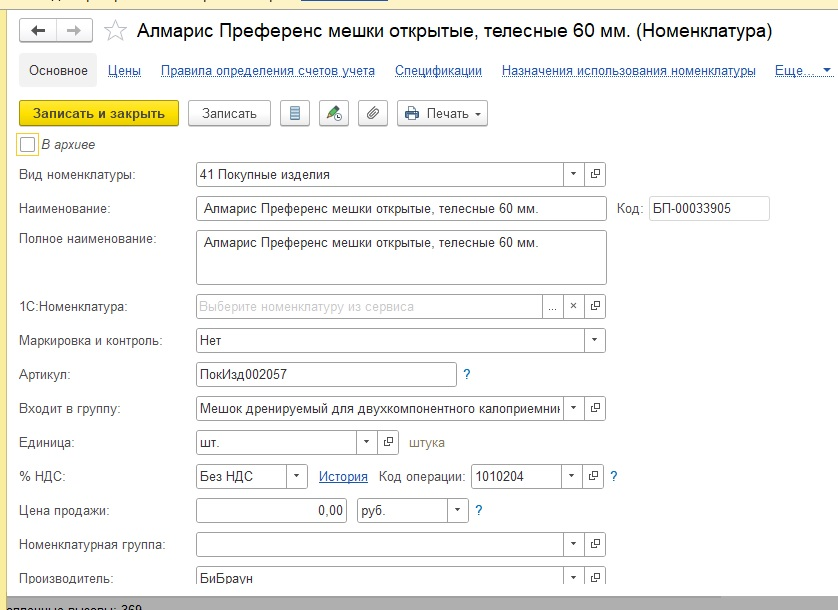 Алмарис Преференс мешки открытые, телесные 60 мм. (Номенклатура)
Основное Цены Правила определения счетов учета Спецификации Назначения использования номенклатуры Еще...
Записать и закрыть Записать Печать
В архиве
Вид номенклатуры: 41 Покупные изделия
Наименование: Алмарис Преференс мешки открытые, телесные 60 мм. Код: БП-00033905
Полное наименование: Алмарис Преференс мешки открытые, телесные 60 мм.
1С:Номенклатура: Выберите номенклатуру из сервиса ... ×
Маркировка и контроль: Нет
Артикул: ПокИзд002057 ?
Входит в группу: Мешок дренируемый для двухкомпонентного калоприемник
Единица: шт. штука
% НДС: Без НДС История Код операции: 1010204 ?
Цена продажи: 0,00 руб. ?
Номенклатурная группа:
Производитель: БиБраун